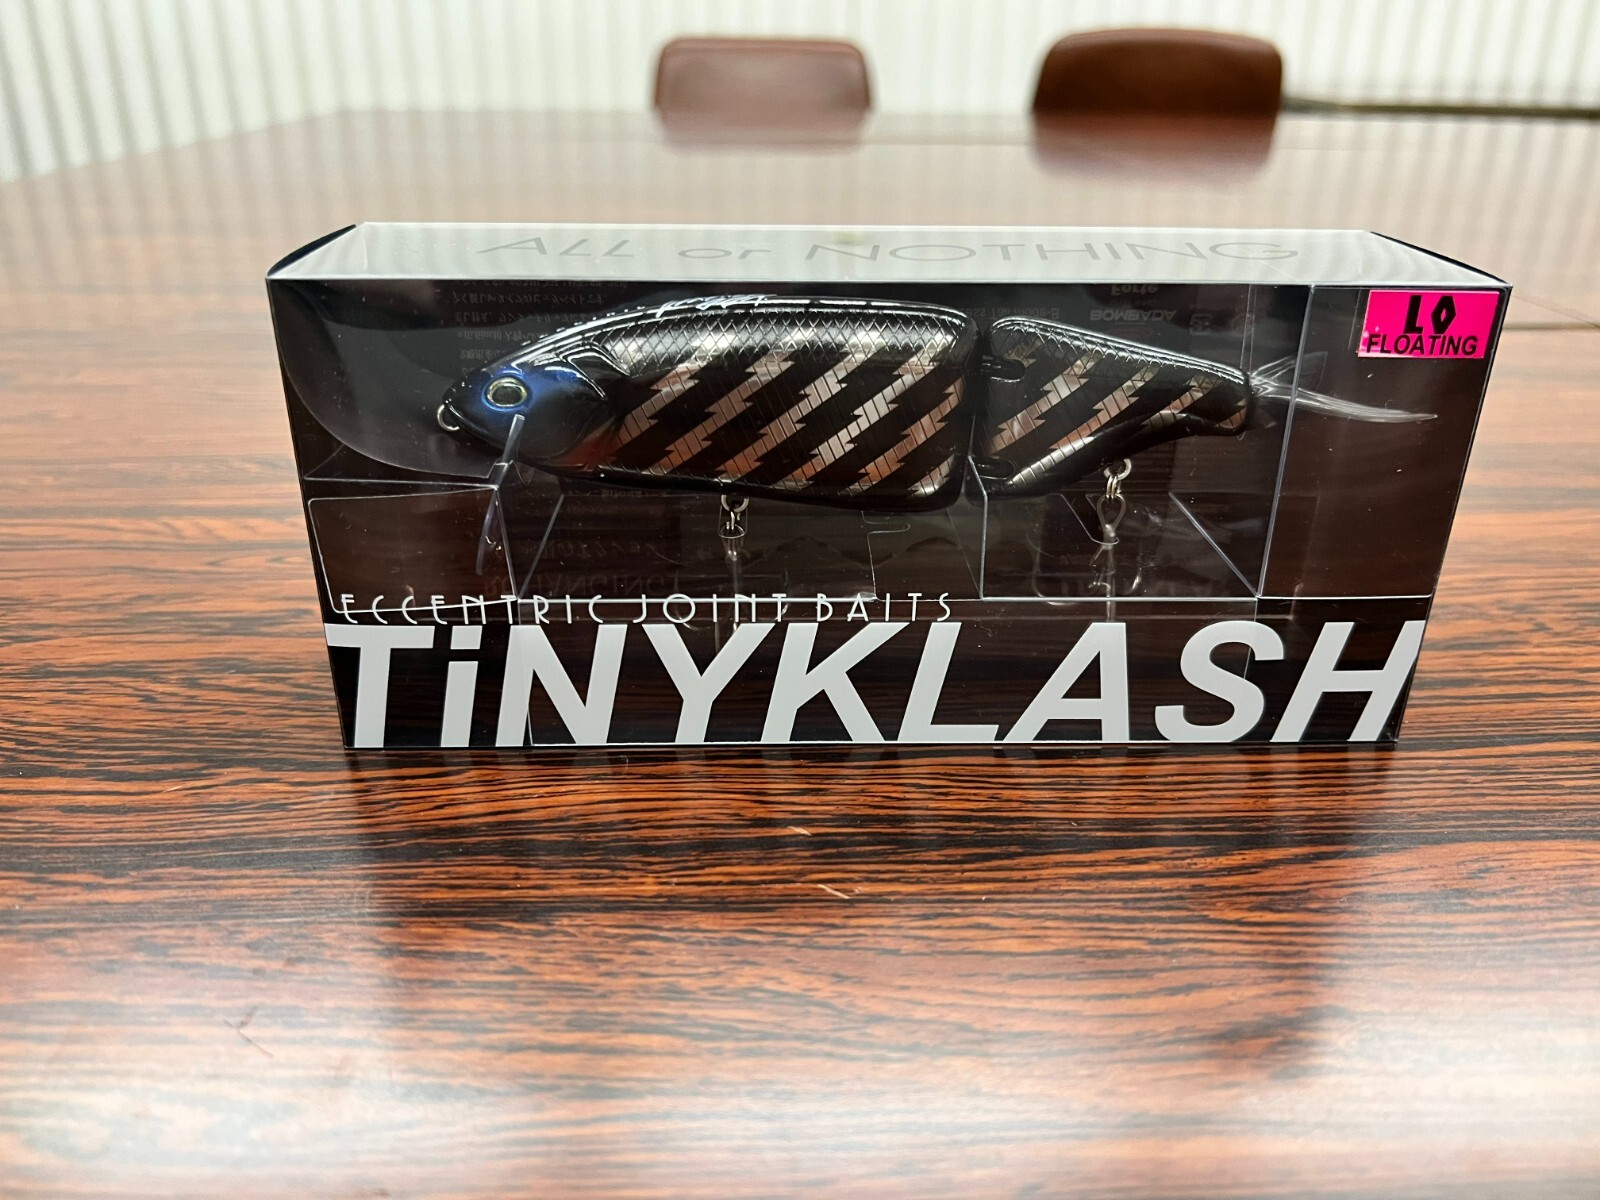 ALL or NOTHING
LO
FLOATING
ECCENTRIC JOINT BAITS
TiNYKLASH